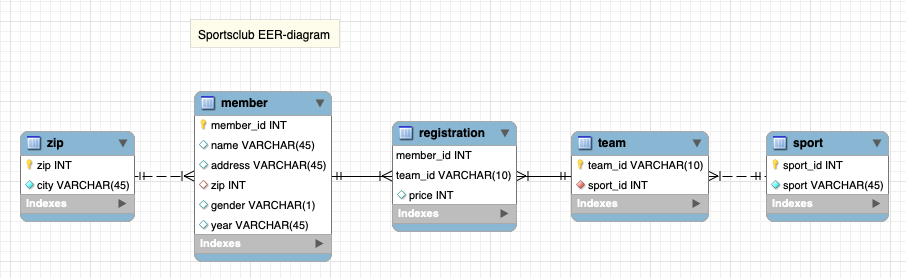 Sportsclub EER-diagram
zip
zip INT
city VARCHAR(45)
Indexes
member
member_id INT
name VARCHAR(45)
address VARCHAR(45)
zip INT
gender VARCHAR(1)
year VARCHAR(45)
Indexes
registration
member_id INT
team_id VARCHAR(10)
price INT
Indexes
team
team_id VARCHAR(10)
sport_id INT
Indexes
sport
sport_id INT
sport VARCHAR(45)
Indexes